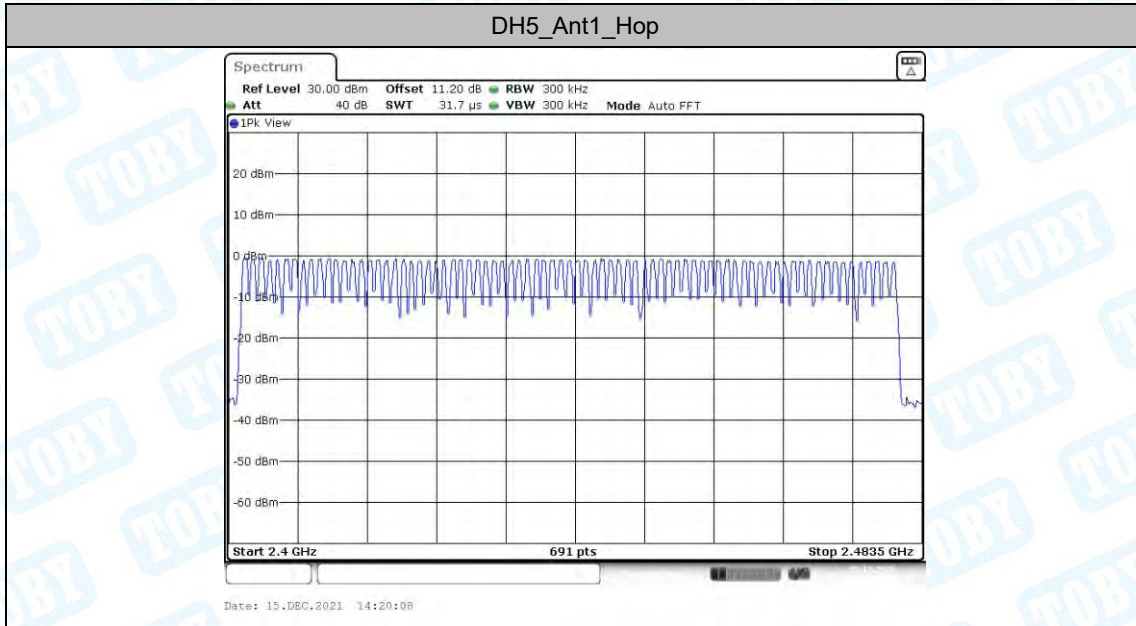 DH5_Ant1_Hop
Spectrum
Ref Level 30.00 dBm Offset 11.20 dB RBW 300 kHz
Att 40 dB SWT 31.7 µs VBW 300 kHz Mode Auto FFT
1Pk View
20 dBm
10 dBm
0 dBm
-10 dBm
-20 dBm
-30 dBm
-40 dBm
-50 dBm
-60 dBm
Start 2.4 GHz 691 pts Stop 2.4835 GHz
Date: 15.DEC.2021 14:20:08
TOBY